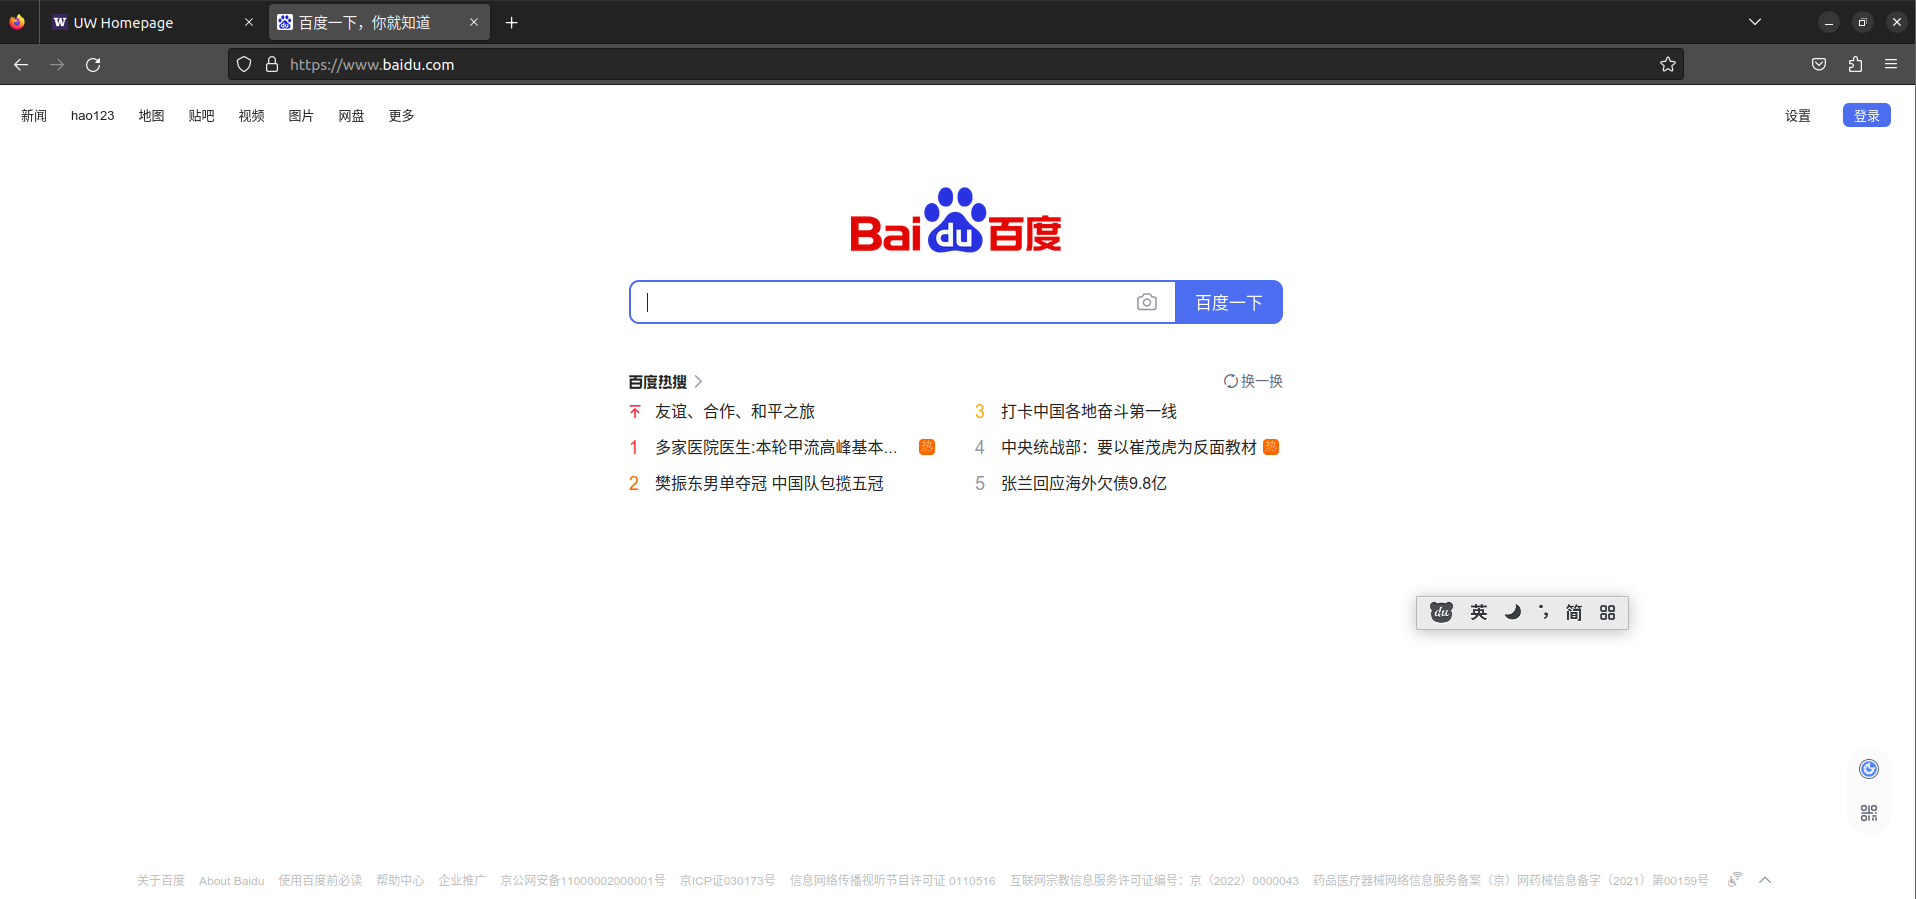 UW Homepage
百度一下，你就知道
https://www.baidu.com
新闻 hao123 地图 贴吧 视频 图片 网盘 更多 设置 登录
Baidu百度
百度一下
百度热搜 换一换
友谊、合作、和平之旅
1 多家医院医生:本轮甲流高峰基本... 热
2 樊振东男单夺冠 中国队包揽五冠
3 打卡中国各地奋斗第一线
4 中央统战部：要以崔茂虎为反面教材 热
5 张兰回应海外欠债9.8亿
du 英 简
关于百度 About Baidu 使用百度前必读 帮助中心 企业推广 京公网安备11000002000001号 京ICP证030173号 信息网络传播视听节目许可证 0110516 互联网宗教信息服务许可证编号：京（2022）0000043 药品医疗器械网络信息服务备案（京）网药械信息备字（2021）第00159号